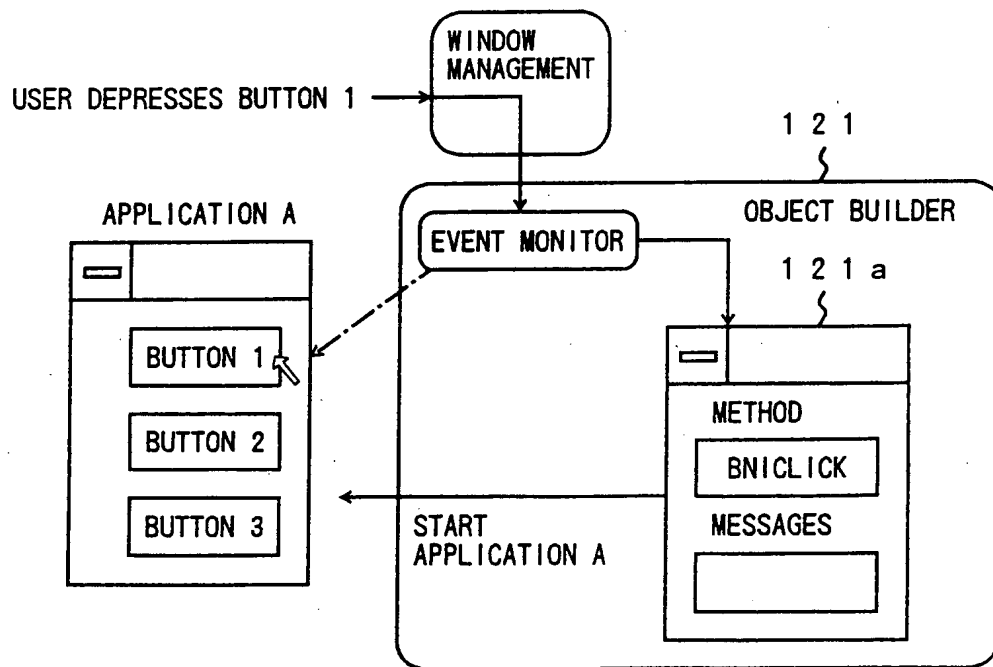 WINDOW
MANAGEMENT
USER DEPRESSES BUTTON 1
1 2 1
APPLICATION A
OBJECT BUILDER
EVENT MONITOR
1 2 1 a
BUTTON 1
BUTTON 2
BUTTON 3
METHOD
BNICLICK
START
APPLICATION A
MESSAGES